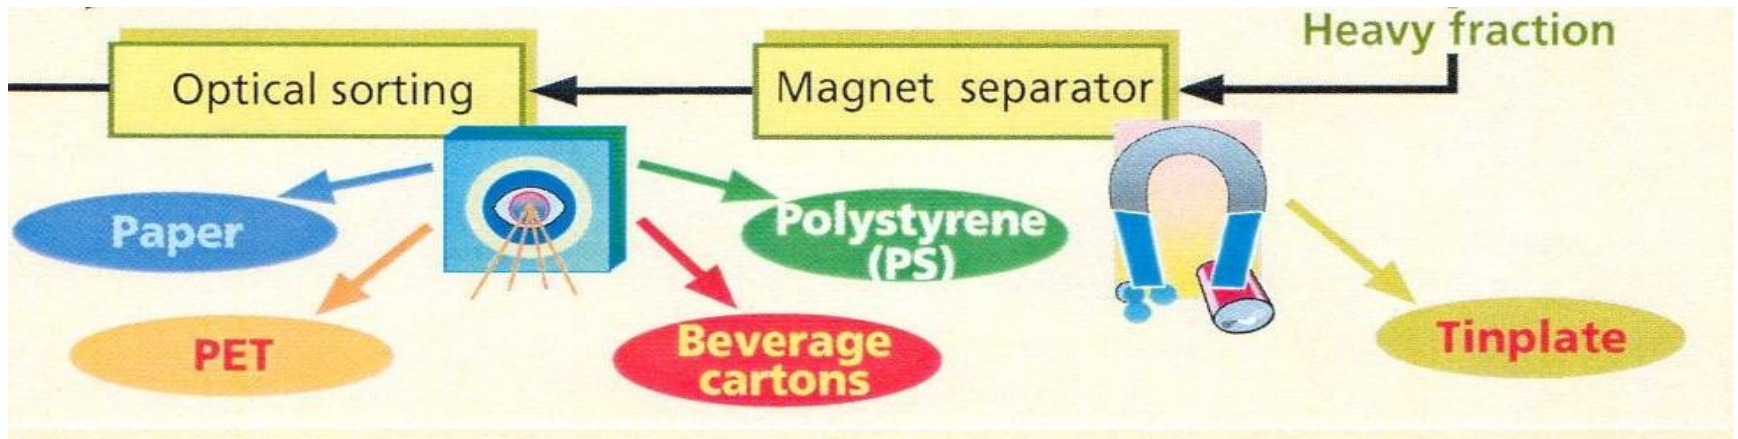 Heavy fraction
Optical sorting
Magnet separator
Paper
Polystyrene
(PS)
PET
Beverage
cartons
Tinplate